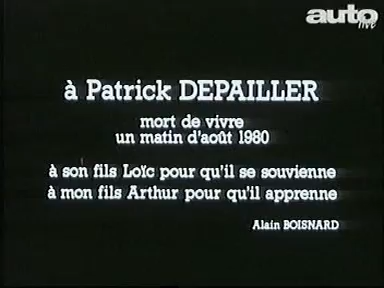 auto
live
à Patrick DEPAILLER
mort de vivre
un matin d'août 1980
à son fils Loïc pour qu'il se souvienne
à mon fils Arthur pour qu'il apprenne
Alain BOISNARD